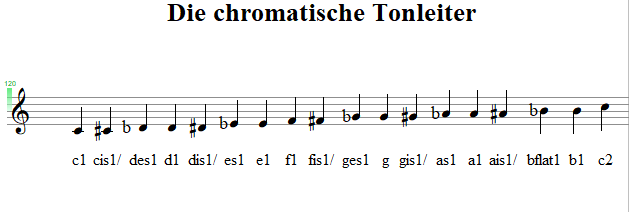 Die chromatische Tonleiter
120
b b b b b
c1 cis1/ des1 d1 dis1/ es1 e1 f1 fis1/ ges1 g gis1/ as1 a1 ais1/ bflat1 b1 c2